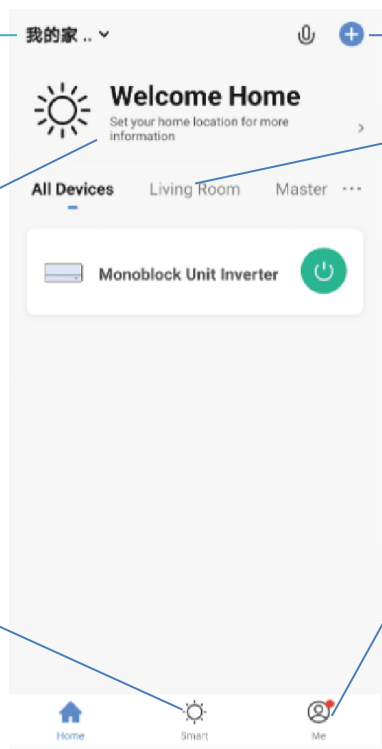 我的家 ..
Welcome Home
Set your home location for more
information
All Devices Living Room Master ...
Monoblock Unit Inverter
Home Smart Me